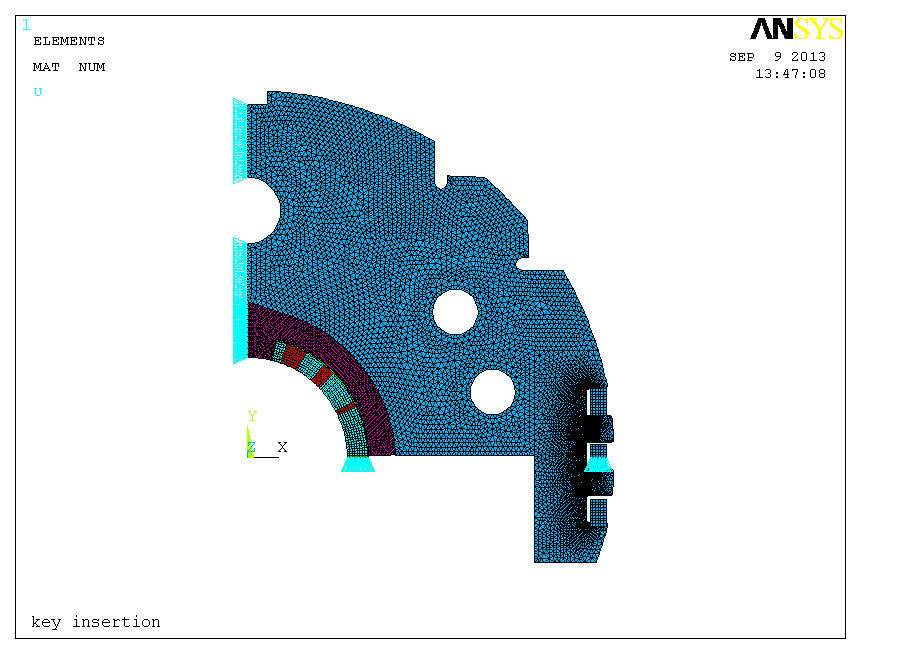 1
ELEMENTS
MAT NUM
U
ANSYS
SEP 9 2013
13:47:08
Y
Z X
key insertion